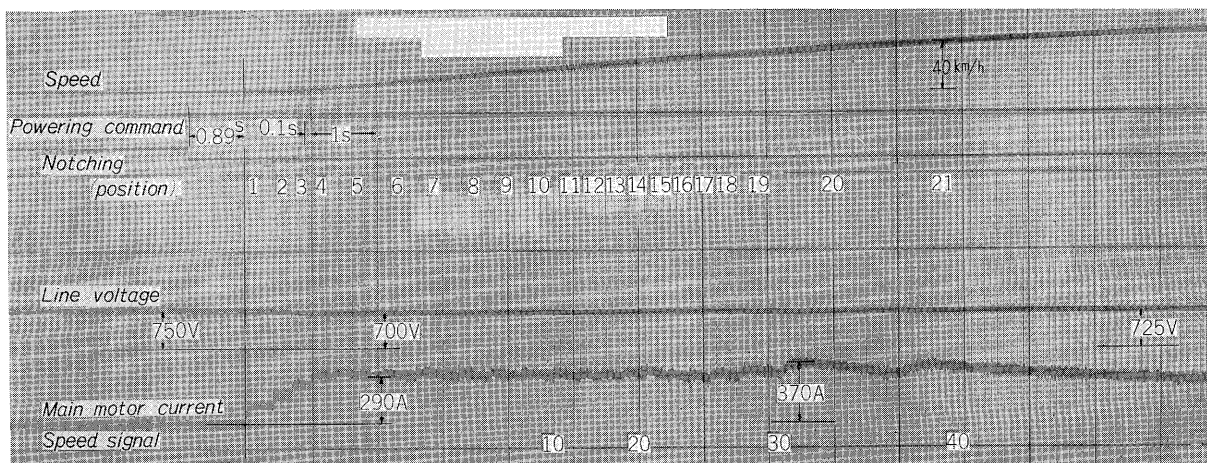 Speed
40 km/h
Powering command
0.89s 0.1s 1s
Notching
(position)
1 2 3 4 5 6 7 8 9 10 11 12 13 14 15 16 17 18 19 20 21
Line voltage
750V 700V 725V
Main motor current
290A 370A
Speed signal
10 20 30 40